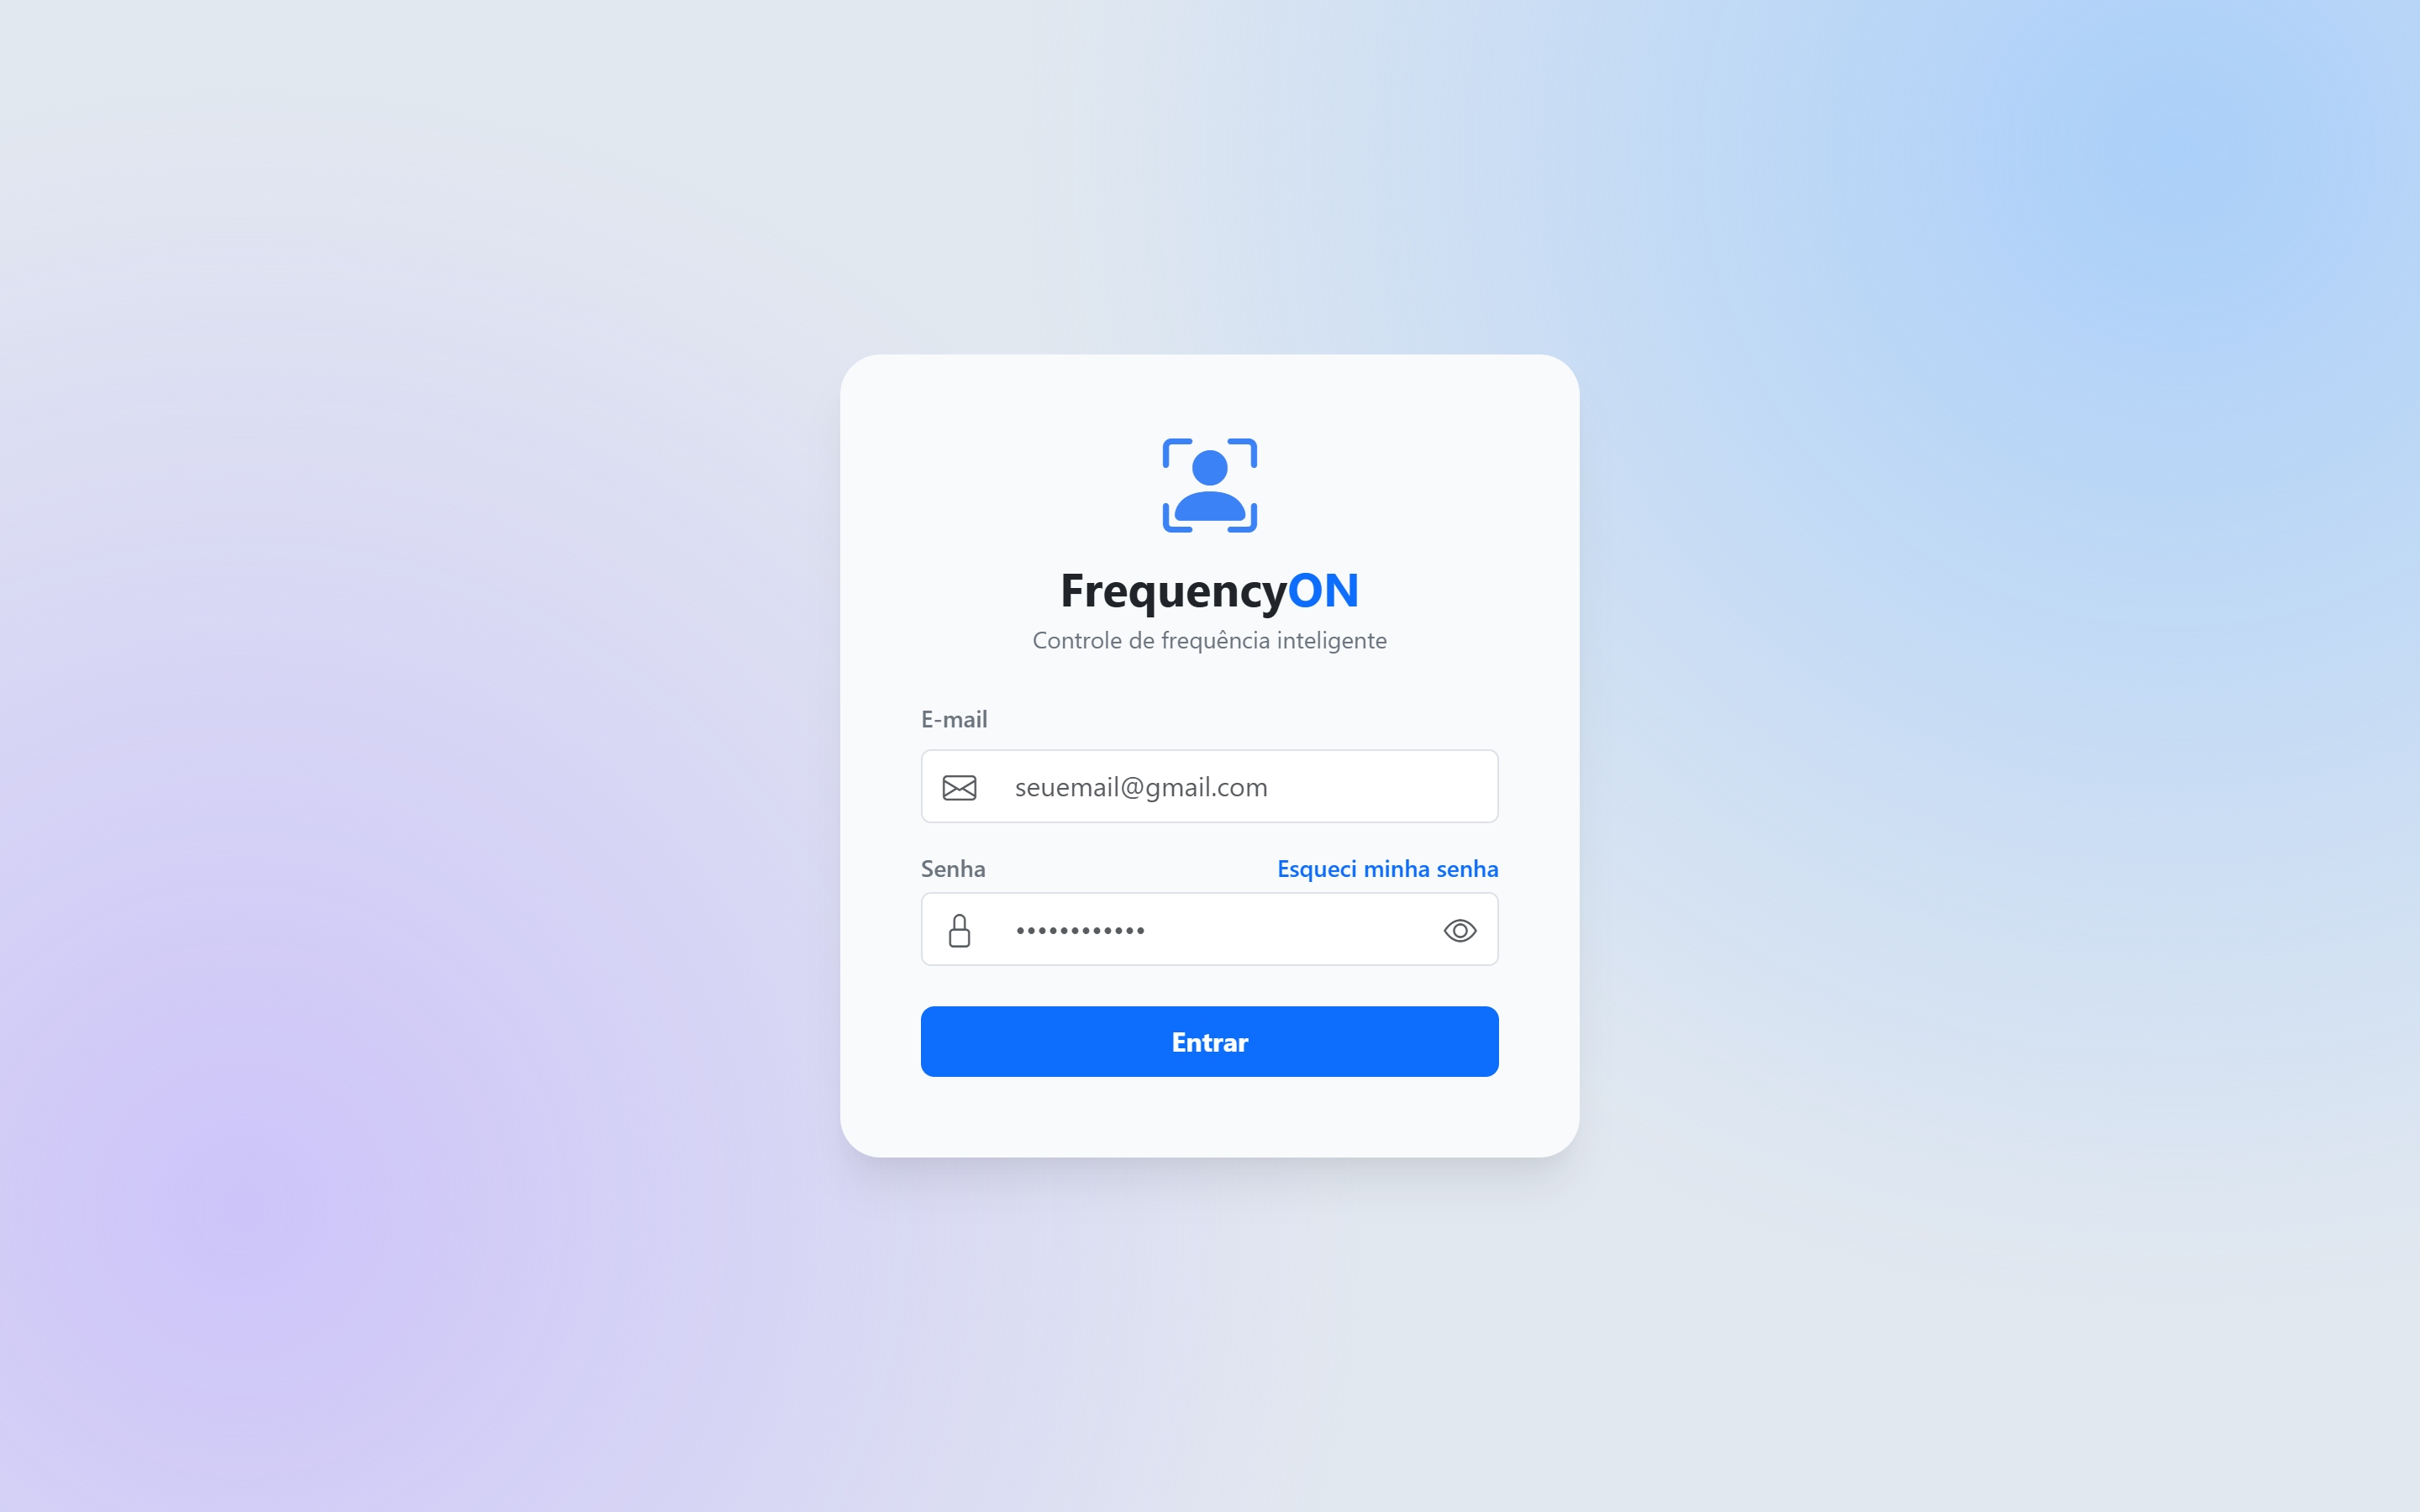 FrequencyON
Controle de frequência inteligente
E-mail
seuemail@gmail.com
Senha Esqueci minha senha
••••••••••••
Entrar